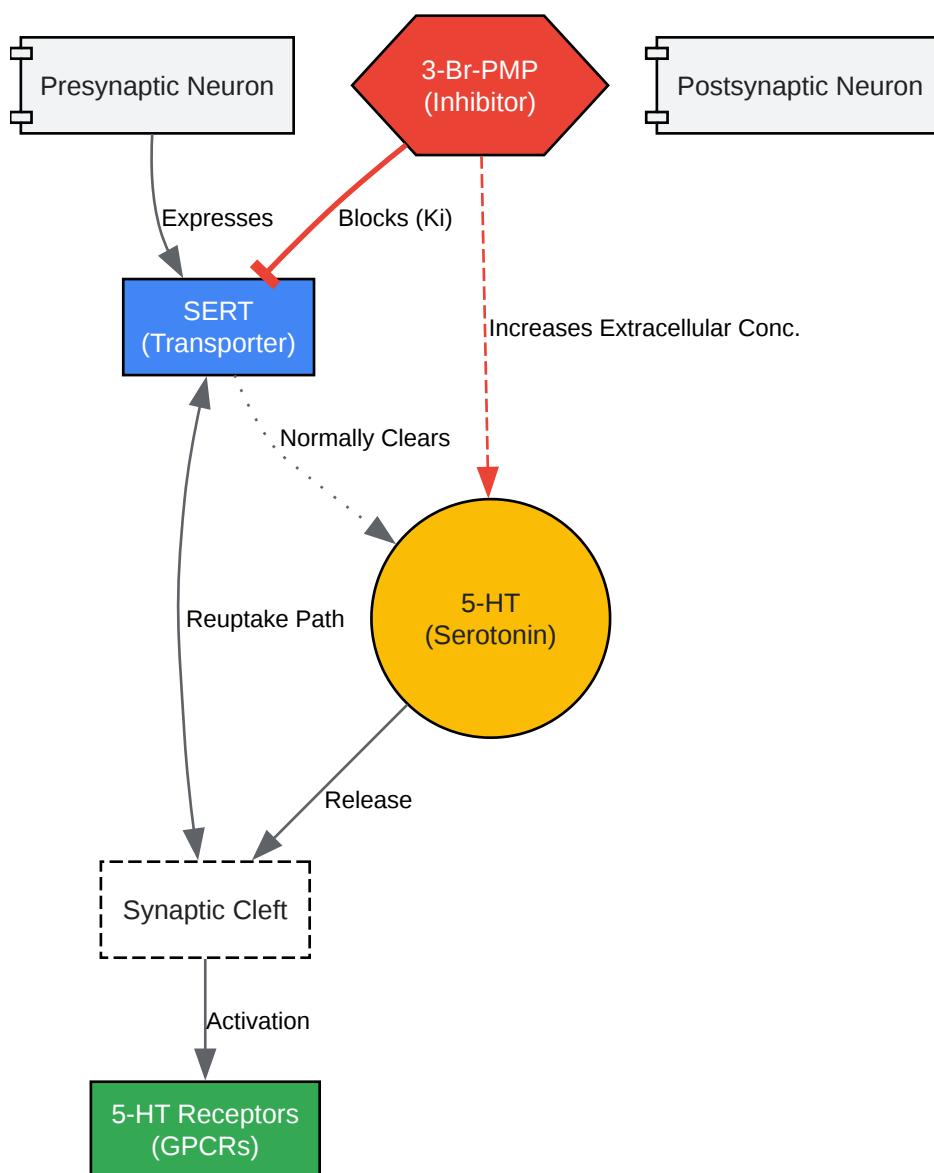 Presynaptic Neuron
3-Br-PMP
(Inhibitor)
Postsynaptic Neuron
Expresses
Blocks (Ki)
SERT
(Transporter)
Increases Extracellular Conc.
Normally Clears
5-HT
(Serotonin)
Reuptake Path
Release
Synaptic Cleft
Activation
5-HT Receptors
(GPCRs)